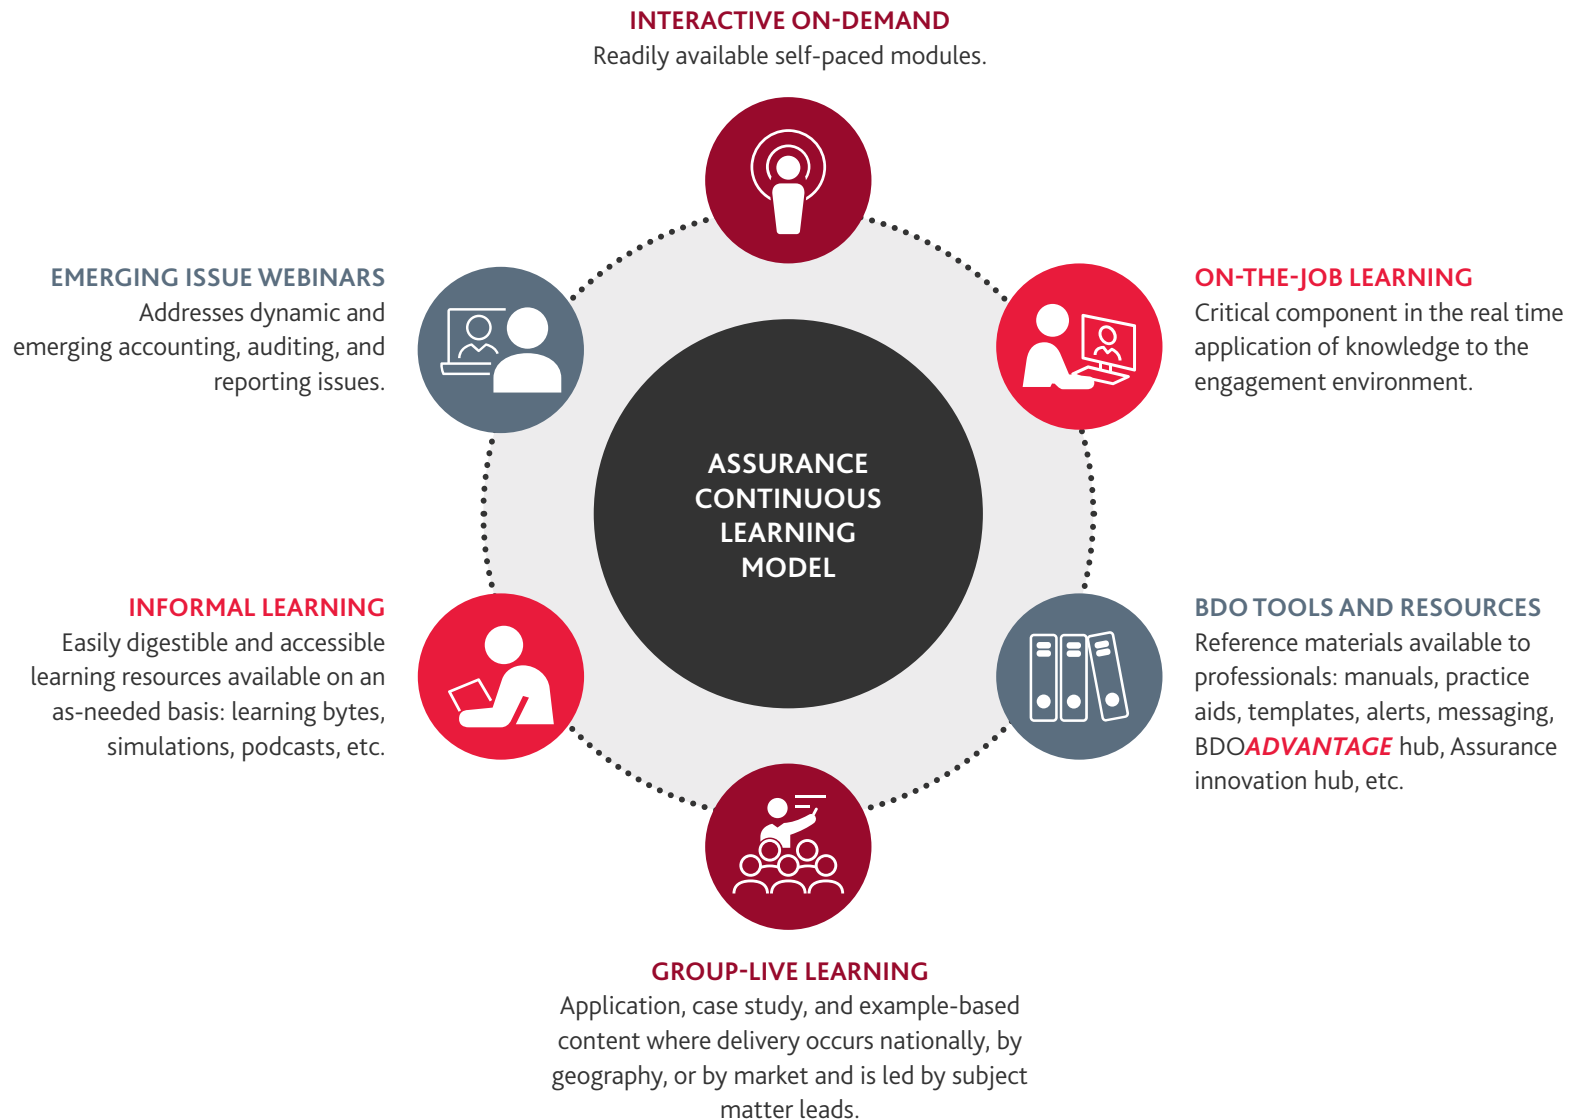 INTERACTIVE ON-DEMAND
Readily available self-paced modules.
EMERGING ISSUE WEBINARS
Addresses dynamic and
emerging accounting, auditing, and
reporting issues.
ON-THE-JOB LEARNING
Critical component in the real time
application of knowledge to the
engagement environment.
ASSURANCE
CONTINUOUS
LEARNING
MODEL
INFORMAL LEARNING
Easily digestible and accessible
learning resources available on an
as-needed basis: learning bytes,
simulations, podcasts, etc.
BDO TOOLS AND RESOURCES
Reference materials available to
professionals: manuals, practice
aids, templates, alerts, messaging,
BDOADVANTAGE hub, Assurance
innovation hub, etc.
GROUP-LIVE LEARNING
Application, case study, and example-based
content where delivery occurs nationally, by
geography, or by market and is led by subject
matter leads.